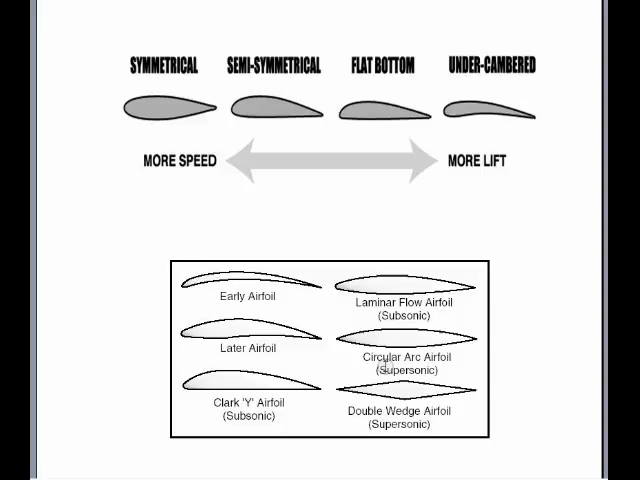 SYMMETRICAL SEMI-SYMMETRICAL FLAT BOTTOM UNDER-CAMBERED
MORE SPEED MORE LIFT
Early Airfoil
Laminar Flow Airfoil
(Subsonic)
Later Airfoil
Circular Arc Airfoil
(Supersonic)
Clark 'Y' Airfoil
(Subsonic)
Double Wedge Airfoil
(Supersonic)